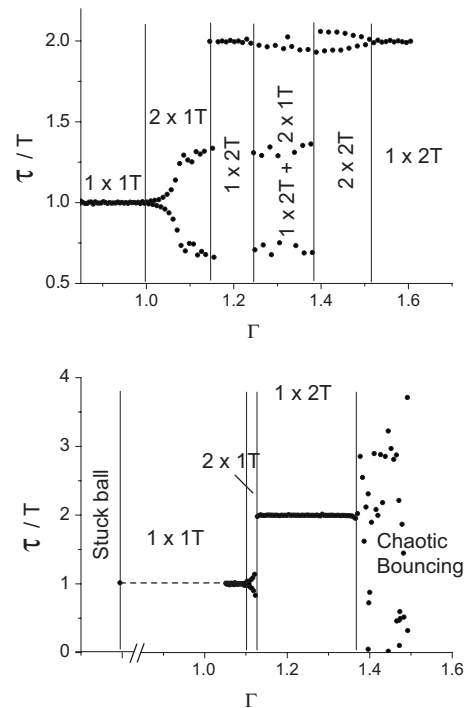 2.0
1.5
1.0
0.5
τ / T
1 x 1T
2 x 1T
1 x 2T
1 x 2T + 2 x 1T
2 x 2T
1 x 2T
1.0
1.2
1.4
1.6
Γ
4
3
2
1
0
τ / T
Stuck ball
1 x 1T
2 x 1T
1 x 2T
Chaotic
Bouncing
1.0
1.2
1.4
1.6
Γ